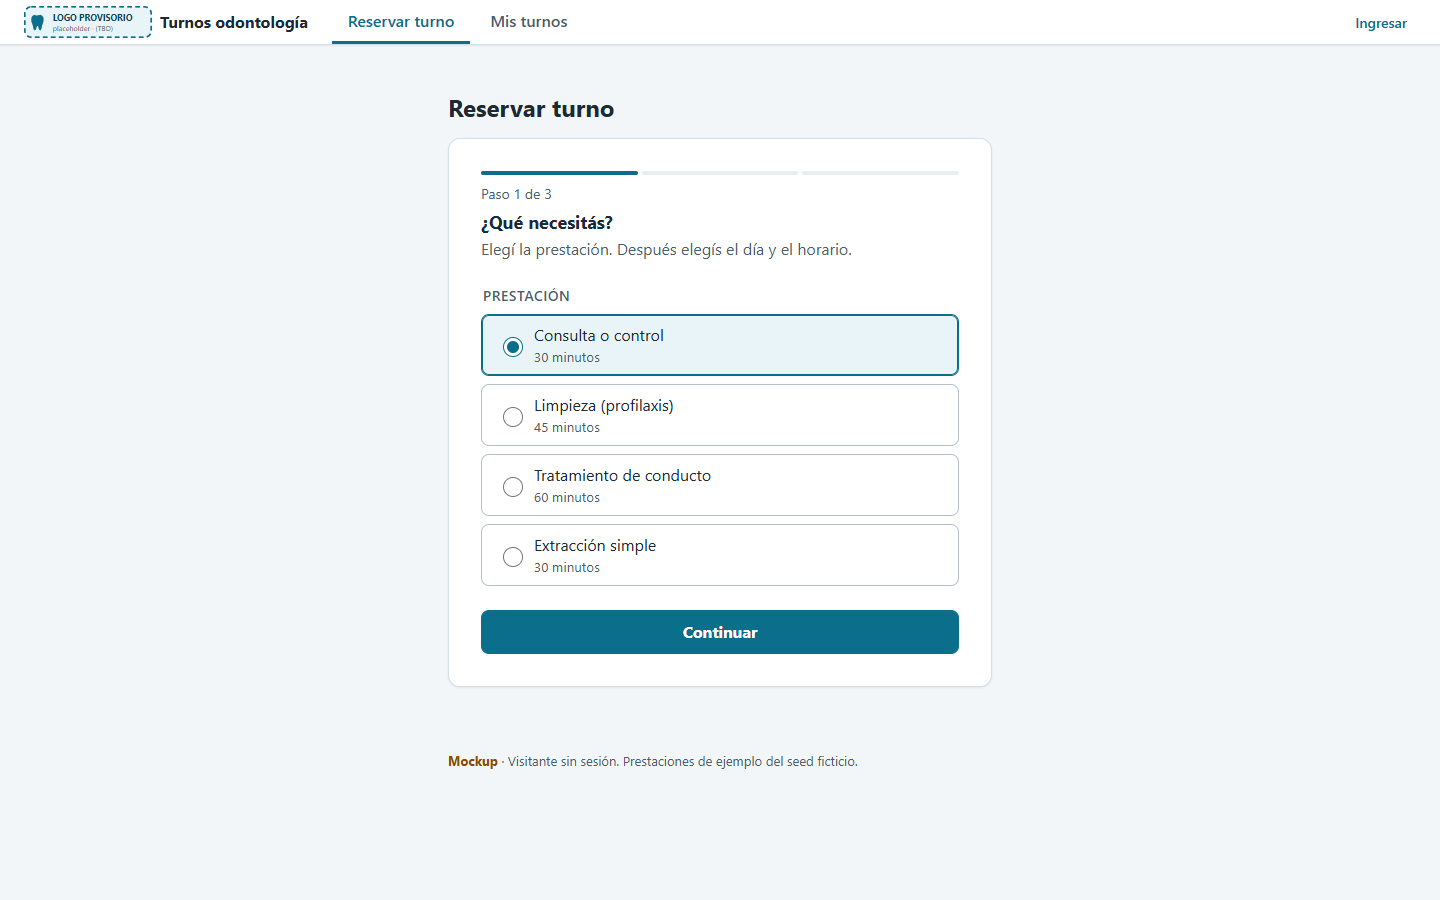 LOGO PROVISORIO
placeholder · (TBD)
Turnos odontología
Reservar turno
Mis turnos
Ingresar
Reservar turno
Paso 1 de 3
¿Qué necesitás?
Elegí la prestación. Después elegís el día y el horario.
PRESTACIÓN
Consulta o control
30 minutos
Limpieza (profilaxis)
45 minutos
Tratamiento de conducto
60 minutos
Extracción simple
30 minutos
Continuar
Mockup · Visitante sin sesión. Prestaciones de ejemplo del seed ficticio.